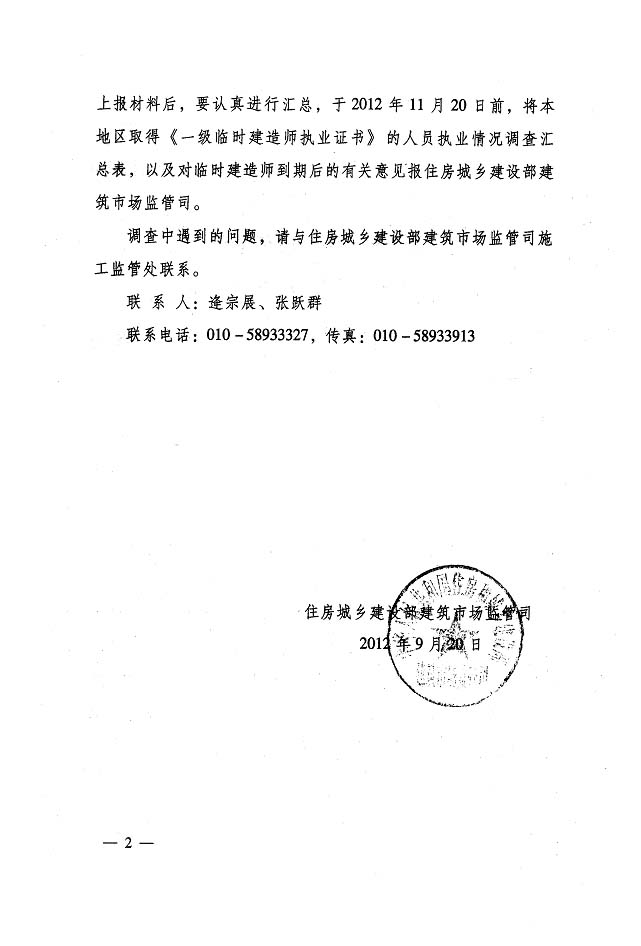 上报材料后，要认真进行汇总，于2012年11月20日前，将本
地区取得《一级临时建造师执业证书》的人员执业情况调查汇
总表，以及对临时建造师到期后的有关意见报住房城乡建设部建
筑市场监管司。
调查中遇到的问题，请与住房城乡建设部建筑市场监管司施
工监管处联系。
联 系 人：逄宗展、张跃群
联系电话：010－58933327，传真：010－58933913
住房城乡建设部建筑市场监管司
2012年9月20日
— 2 —